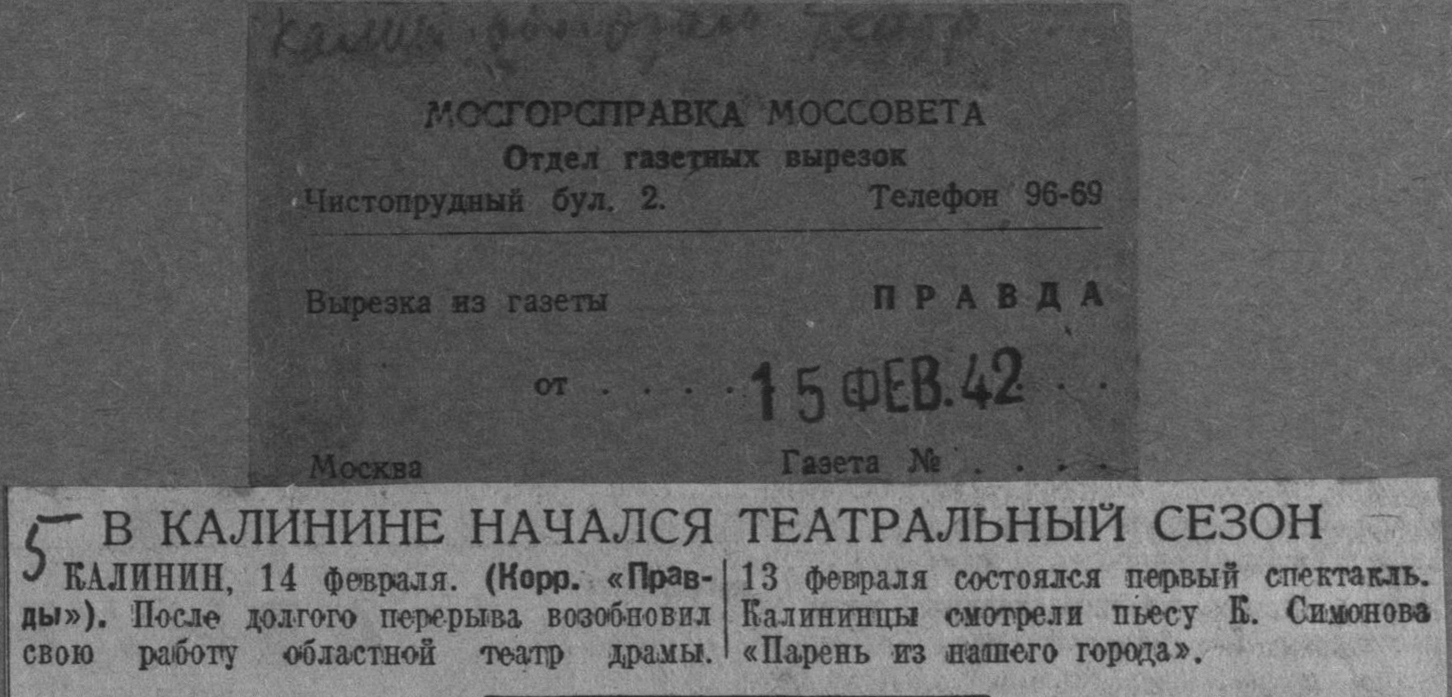 Калин театр
МОСГОРСПРАВКА МОССОВЕТА
Отдел газетных вырезок
Чистопрудный бул. 2. Телефон 96-69
Вырезка из газеты ПРАВДА
от . . . . 15 ФЕВ. 42 . .
Москва Газета № . . . .
5
В КАЛИНИНЕ НАЧАЛСЯ ТЕАТРАЛЬНЫЙ СЕЗОН
КАЛИНИН, 14 февраля. (Корр. «Прав-
ды»). После долгого перерыва возобновил
свою работу областной театр драмы.
13 февраля состоялся первый спектакль.
Калининцы смотрели пьесу К. Симонова
«Парень из нашего города».